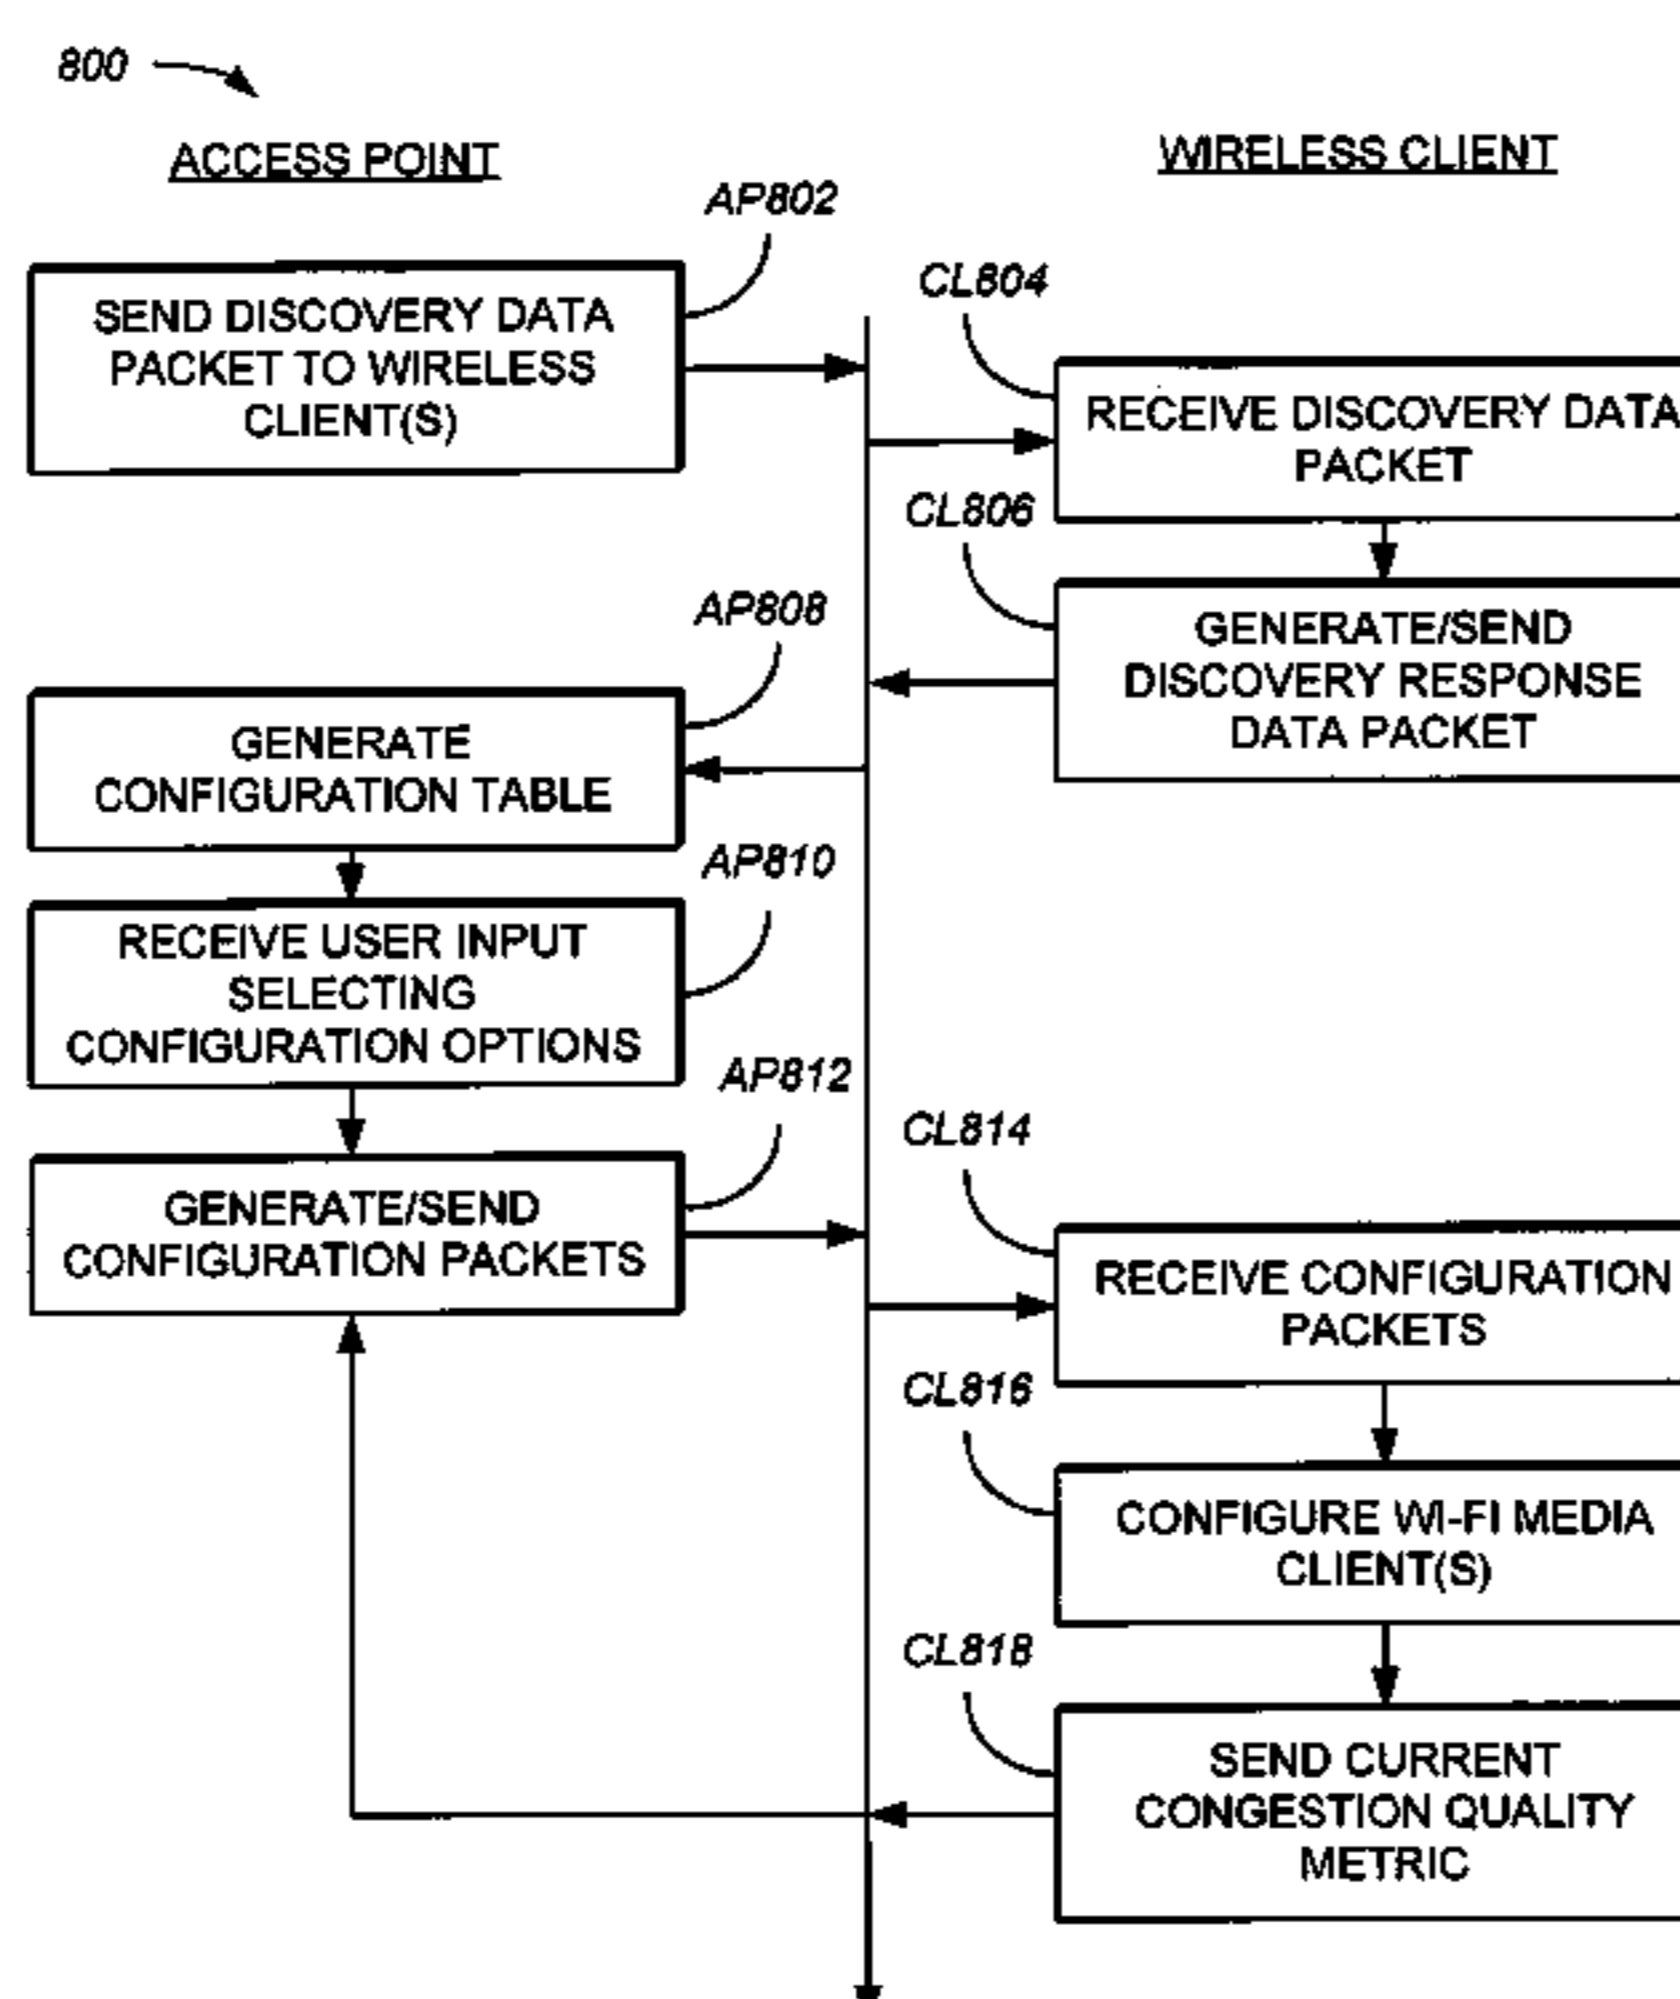 800
ACCESS POINT
WIRELESS CLIENT
AP802
SEND DISCOVERY DATA
PACKET TO WIRELESS
CLIENT(S)
CL804
RECEIVE DISCOVERY DATA
PACKET
CL806
GENERATE/SEND
DISCOVERY RESPONSE
DATA PACKET
AP808
GENERATE
CONFIGURATION TABLE
AP810
RECEIVE USER INPUT
SELECTING
CONFIGURATION OPTIONS
AP812
GENERATE/SEND
CONFIGURATION PACKETS
CL814
RECEIVE CONFIGURATION
PACKETS
CL816
CONFIGURE WI-FI MEDIA
CLIENT(S)
CL818
SEND CURRENT
CONGESTION QUALITY
METRIC